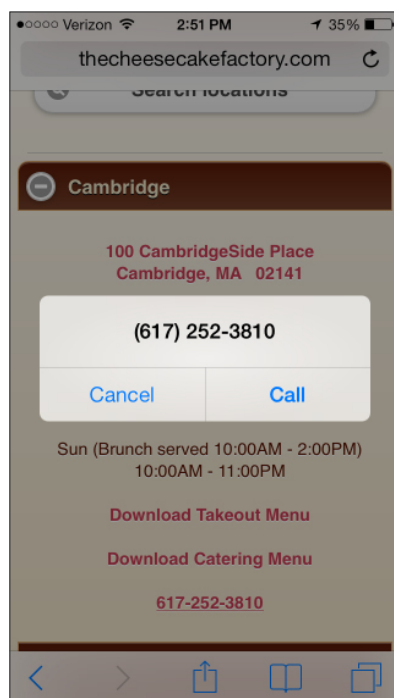 Verizon 2:51 PM 35%
thecheesecakefactory.com
Search locations
Cambridge
100 CambridgeSide Place
Cambridge, MA 02141
(617) 252-3810
Cancel Call
Sun (Brunch served 10:00AM - 2:00PM)
10:00AM - 11:00PM
Download Takeout Menu
Download Catering Menu
617-252-3810